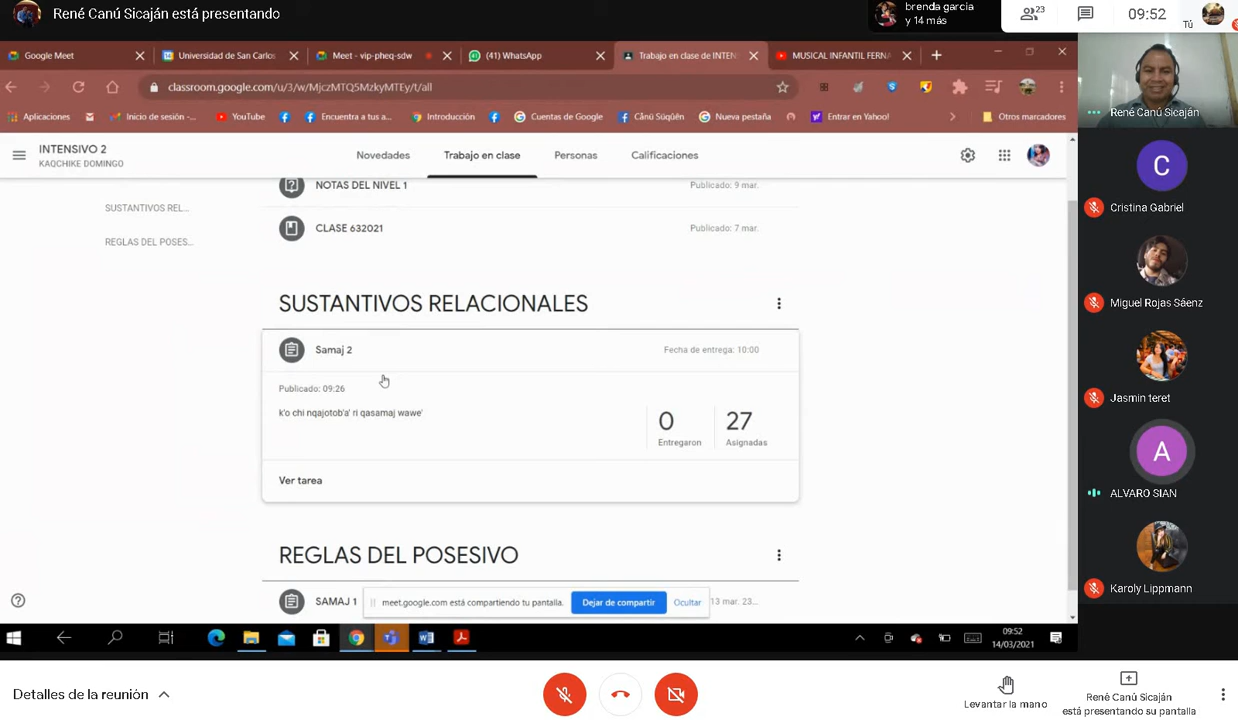 René Canú Sicaján está presentando
brenda garcia
y 14 más
23
09:52
Tú
Google Meet
Universidad de San Carlos
Meet - vip-pheq-sdw
(41) WhatsApp
Trabajo en clase de INTEN
MUSICAL INFANTIL FERNA
classroom.google.com/u/3/w/MjczMTQ5MzkyMTEy/t/all
Aplicaciones
Inicio de sesión -...
YouTube
Encuentra a tus a...
Introducción
Cuentas de Google
Cånü Süqûên
Nueva pestaña
Entrar en Yahoo!
Otros marcadores
INTENSIVO 2
KAQCHIKE DOMINGO
Novedades
Trabajo en clase
Personas
Calificaciones
SUSTANTIVOS REL...
REGLAS DEL POSES...
NOTAS DEL NIVEL 1
Publicado: 9 mar.
CLASE 632021
Publicado: 7 mar.
SUSTANTIVOS RELACIONALES
Samaj 2
Fecha de entrega: 10:00
Publicado: 09:26
k'o chi nqajotob'a' ri qasamaj wawe'
0
Entregaron
27
Asignadas
Ver tarea
REGLAS DEL POSESIVO
SAMAJ 1
13 mar. 23...
meet.google.com está compartiendo tu pantalla.
Dejar de compartir
Ocultar
09:52
14/03/2021
René Canú Sicaján
C
Cristina Gabriel
Miguel Rojas Sáenz
Jasmin teret
A
ALVARO SIAN
Karoly Lippmann
Detalles de la reunión
Levantar la mano
René Canú Sicaján
está presentando su pantalla